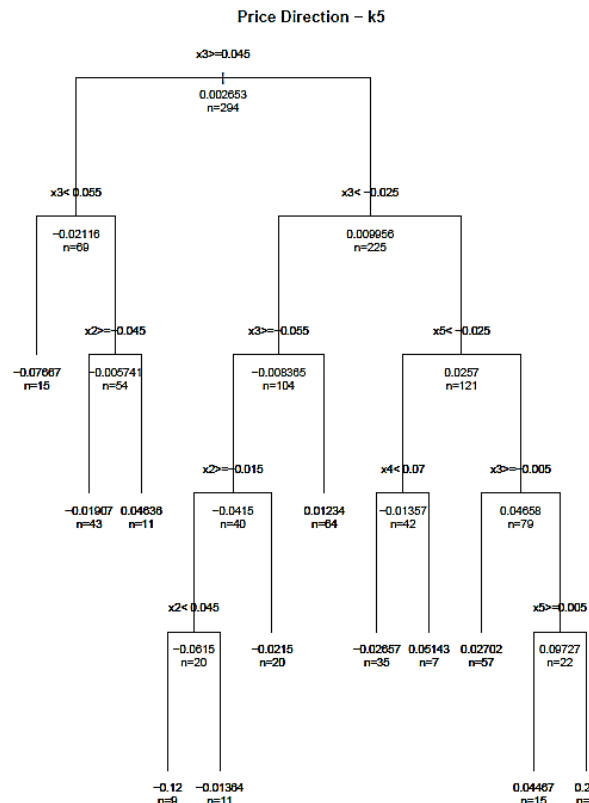 Price Direction – k5
x3>=0.045
0.002653
n=294
x3< 0.055
x3< −0.025
−0.02116
n=69
0.009956
n=225
x2>=−0.045
x3>=−0.055
x5< −0.025
−0.07667
n=15
−0.005741
n=54
−0.008365
n=104
0.0257
n=121
x2>=−0.015
x4< 0.07
x3>=−0.005
−0.01907
n=43
0.04636
n=11
−0.0415
n=40
0.01234
n=64
−0.01357
n=42
0.04658
n=79
x2< 0.045
x5>=0.005
−0.0615
n=20
−0.0215
n=20
−0.02657
n=35
0.05143
n=7
0.02702
n=57
0.09727
n=22
−0.12
n=9
−0.01364
n=11
0.04467
n=15